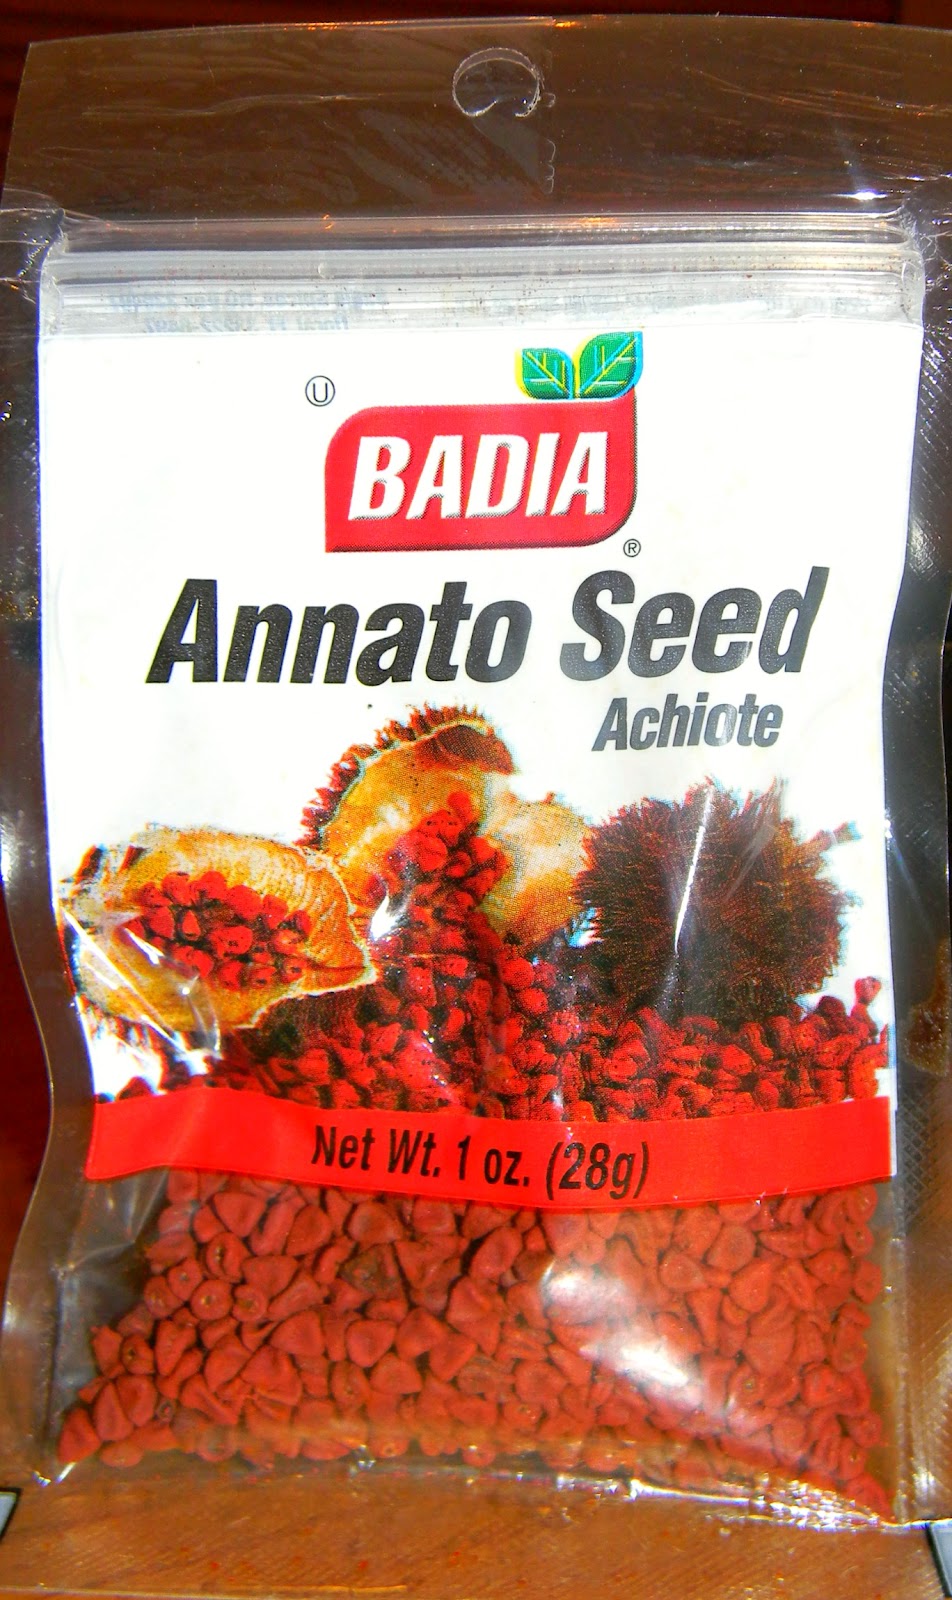 U
BADIA
®
Annato Seed
Achiote
Net Wt. 1 oz. (28g)